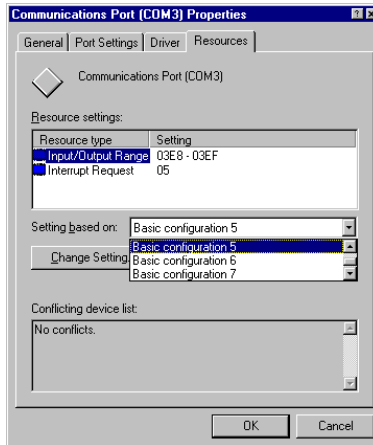 Communications Port (COM3) Properties
General Port Settings Driver Resources
Communications Port (COM3)
Resource settings:
Resource type Setting
Input/Output Range 03E8 - 03EF
Interrupt Request 05
Setting based on: Basic configuration 5
Basic configuration 5
Change Setting
Basic configuration 6
Basic configuration 7
Conflicting device list:
No conflicts.
OK Cancel